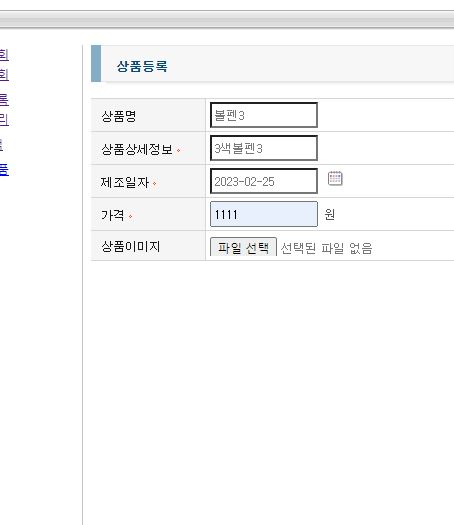 회
회
록
리
품
상품등록
상품명 볼펜3
상품상세정보 3색볼펜3
제조일자 2023-02-25
가격 1111 원
상품이미지 파일 선택 선택된 파일 없음